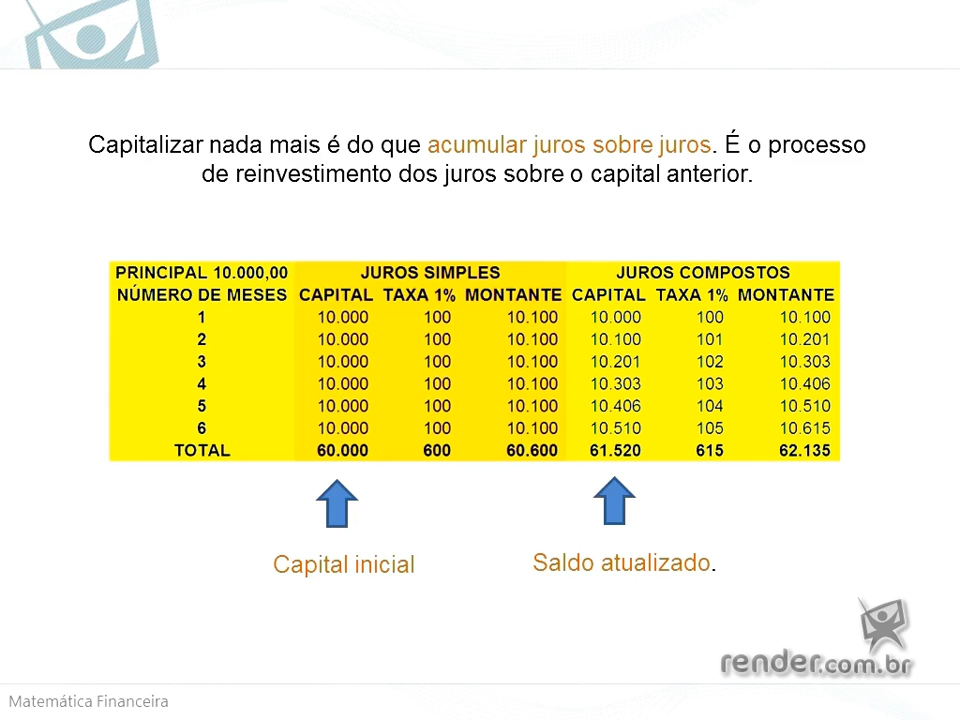 Capitalizar nada mais é do que acumular juros sobre juros. É o processo
de reinvestimento dos juros sobre o capital anterior.
PRINCIPAL 10.000,00 JUROS SIMPLES JUROS COMPOSTOS
NÚMERO DE MESES CAPITAL TAXA 1% MONTANTE CAPITAL TAXA 1% MONTANTE
1 10.000 100 10.100 10.000 100 10.100
2 10.000 100 10.100 10.100 101 10.201
3 10.000 100 10.100 10.201 102 10.303
4 10.000 100 10.100 10.303 103 10.406
5 10.000 100 10.100 10.406 104 10.510
6 10.000 100 10.100 10.510 105 10.615
TOTAL 60.000 600 60.600 61.520 615 62.135
Capital inicial Saldo atualizado.
render.com.br
Matemática Financeira